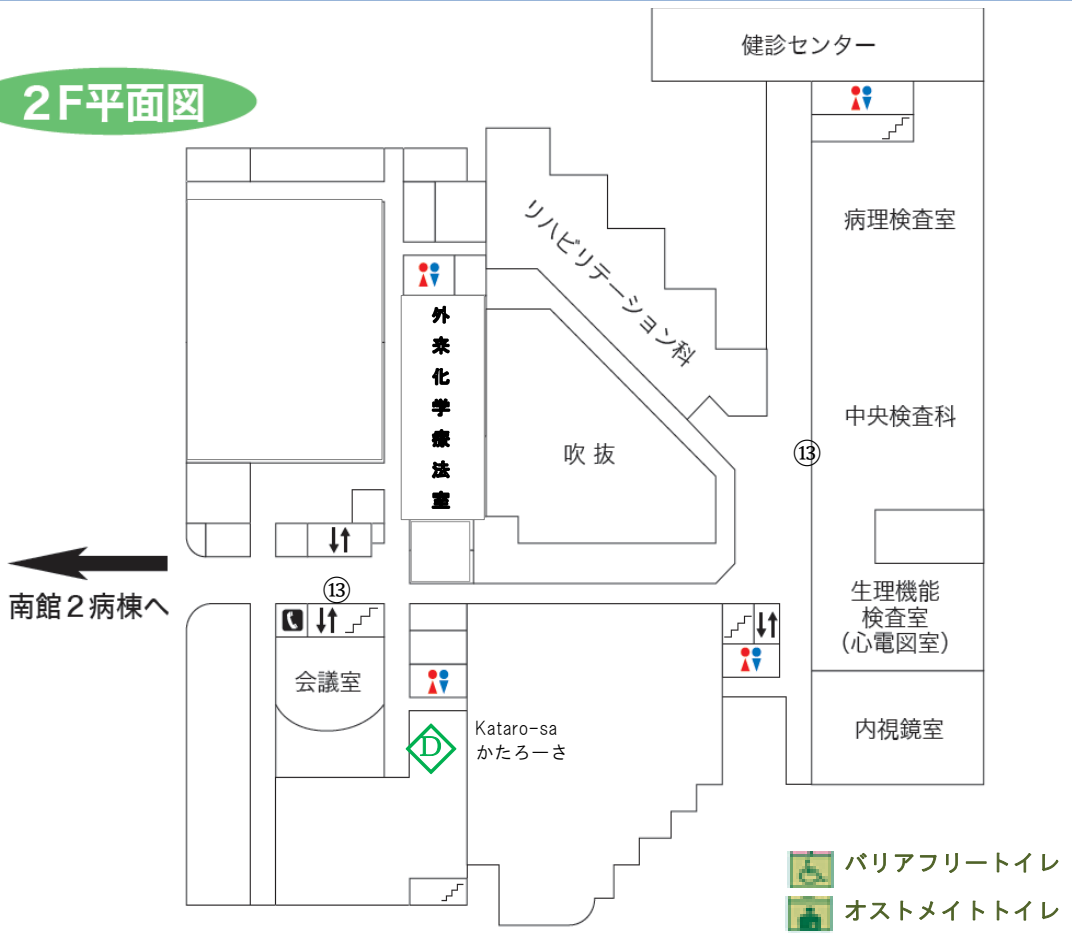 健診センター
2F平面図
病理検査室
リハビリテーション科
外来化学療法室
中央検査科
吹抜
⑬
南館2病棟へ
⑬
生理機能
検査室
(心電図室)
会議室
内視鏡室
D
Kataro-sa
かたろーさ
バリアフリートイレ
オストメイトトイレ